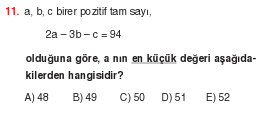 11. a, b, c birer pozitif tam sayı,
2a – 3b – c = 94
olduğuna göre, a nın en küçük değeri aşağıda-
kilerden hangisidir?
A) 48 B) 49 C) 50 D) 51 E) 52